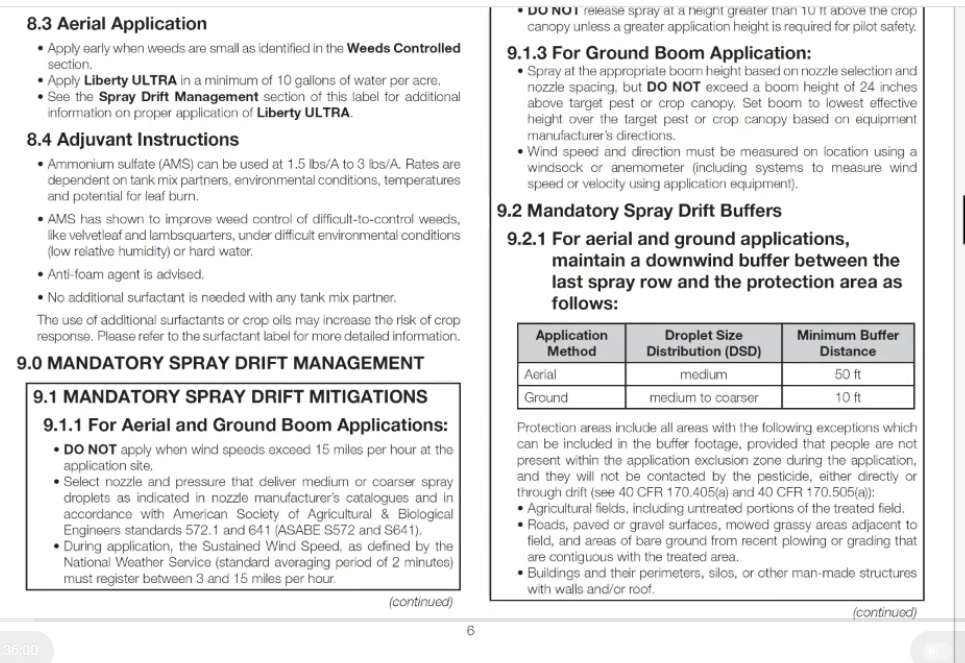 8.3 Aerial Application
• Apply early when weeds are small as identified in the Weeds Controlled
section.
• Apply Liberty ULTRA in a minimum of 10 gallons of water per acre.
• See the Spray Drift Management section of this label for additional
information on proper application of Liberty ULTRA.
8.4 Adjuvant Instructions
• Ammonium sulfate (AMS) can be used at 1.5 lbs/A to 3 lbs/A. Rates are
dependent on tank mix partners, environmental conditions, temperatures
and potential for leaf burn.
• AMS has shown to improve weed control of difficult-to-control weeds,
like velvetleaf and lambsquarters, under difficult environmental conditions
(low relative humidity) or hard water.
• Anti-foam agent is advised.
• No additional surfactant is needed with any tank mix partner.
The use of additional surfactants or crop oils may increase the risk of crop
response. Please refer to the surfactant label for more detailed information.
9.0 MANDATORY SPRAY DRIFT MANAGEMENT
9.1 MANDATORY SPRAY DRIFT MITIGATIONS
9.1.1 For Aerial and Ground Boom Applications:
• DO NOT apply when wind speeds exceed 15 miles per hour at the
application site.
• Select nozzle and pressure that deliver medium or coarser spray
droplets as indicated in nozzle manufacturer's catalogues and in
accordance with American Society of Agricultural & Biological
Engineers standards 572.1 and 641 (ASABE S572 and S641).
• During application, the Sustained Wind Speed, as defined by the
National Weather Service (standard averaging period of 2 minutes)
must register between 3 and 15 miles per hour.
(continued)
• DO NOT release spray at a height greater than 10 ft above the crop
canopy unless a greater application height is required for pilot safety.
9.1.3 For Ground Boom Application:
• Spray at the appropriate boom height based on nozzle selection and
nozzle spacing, but DO NOT exceed a boom height of 24 inches
above target pest or crop canopy. Set boom to lowest effective
height over the target pest or crop canopy based on equipment
manufacturer's directions.
• Wind speed and direction must be measured on location using a
windsock or anemometer (including systems to measure wind
speed or velocity using application equipment).
9.2 Mandatory Spray Drift Buffers
9.2.1 For aerial and ground applications,
maintain a downwind buffer between the
last spray row and the protection area as
follows:
Application Method Droplet Size Distribution (DSD) Minimum Buffer Distance
Aerial medium 50 ft
Ground medium to coarser 10 ft
Protection areas include all areas with the following exceptions which
can be included in the buffer footage, provided that people are not
present within the application exclusion zone during the application,
and they will not be contacted by the pesticide, either directly or
through drift (see 40 CFR 170.405(a) and 40 CFR 170.505(a)):
• Agricultural fields, including untreated portions of the treated field.
• Roads, paved or gravel surfaces, mowed grassy areas adjacent to
field, and areas of bare ground from recent plowing or grading that
are contiguous with the treated area.
• Buildings and their perimeters, silos, or other man-made structures
with walls and/or roof.
(continued)
6
36:00